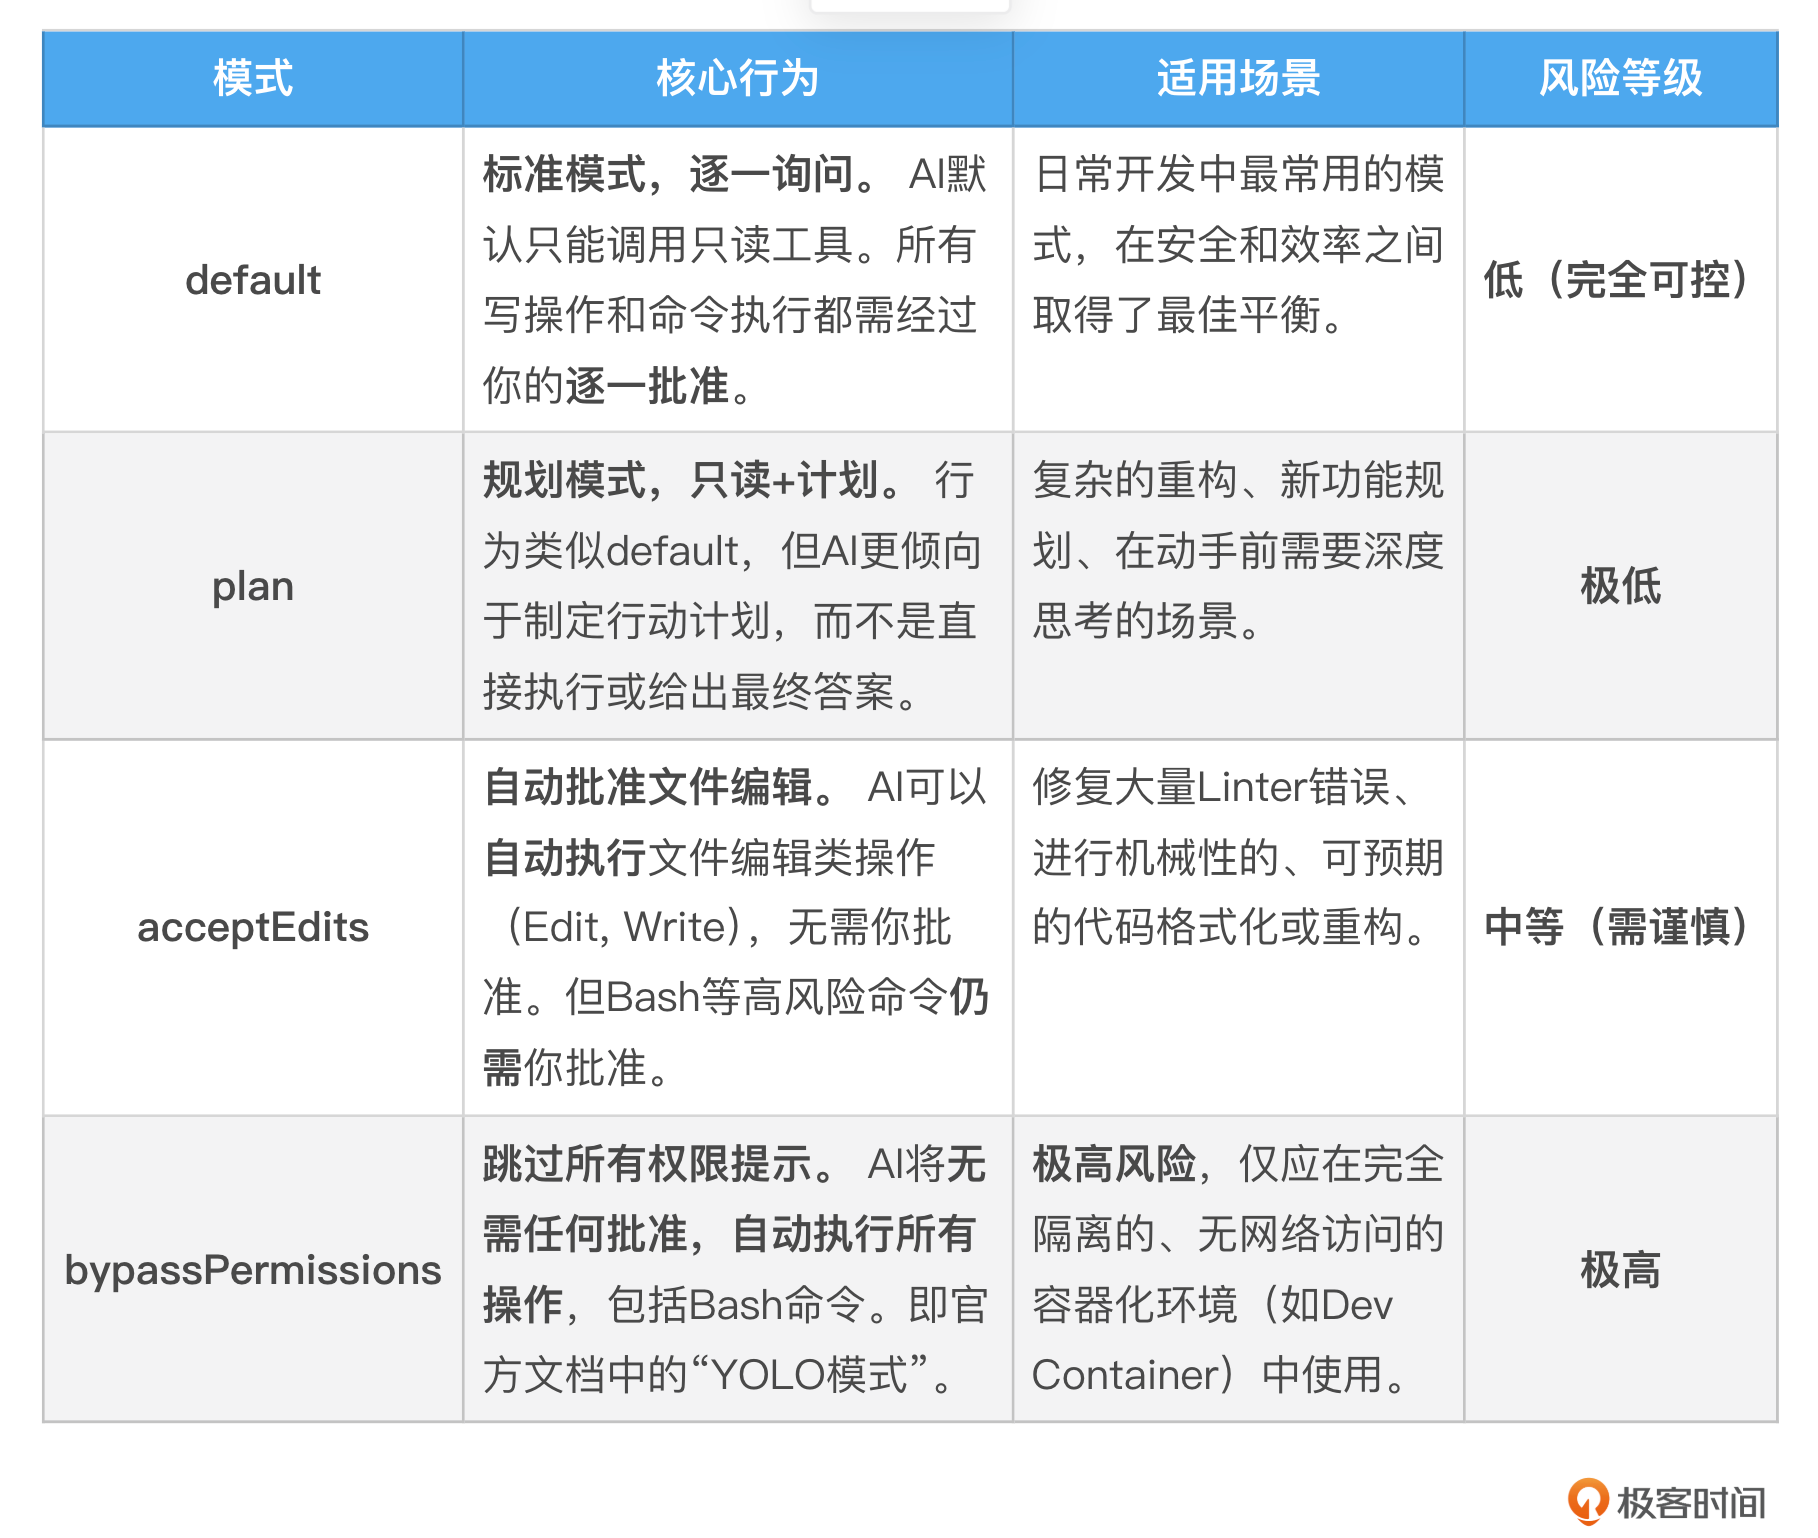 模式
核心行为
适用场景
风险等级
default
标准模式，逐一询问。 AI默
认只能调用只读工具。所有
写操作和命令执行都需经过
你的逐一批准。
日常开发中最常用的模
式，在安全和效率之间
取得了最佳平衡。
低（完全可控）
plan
规划模式，只读+计划。 行
为类似default，但AI更倾向
于制定行动计划，而不是直
接执行或给出最终答案。
复杂的重构、新功能规
划、在动手前需要深度
思考的场景。
极低
acceptEdits
自动批准文件编辑。 AI可以
自动执行文件编辑类操作
（Edit, Write），无需你批
准。但Bash等高风险命令仍
需你批准。
修复大量Linter错误、
进行机械性的、可预期
的代码格式化或重构。
中等（需谨慎）
bypassPermissions
跳过所有权限提示。 AI将无
需任何批准，自动执行所有
操作，包括Bash命令。即官
方文档中的“YOLO模式”。
极高风险，仅应在完全
隔离的、无网络访问的
容器化环境（如Dev
Container）中使用。
极高
极客时间